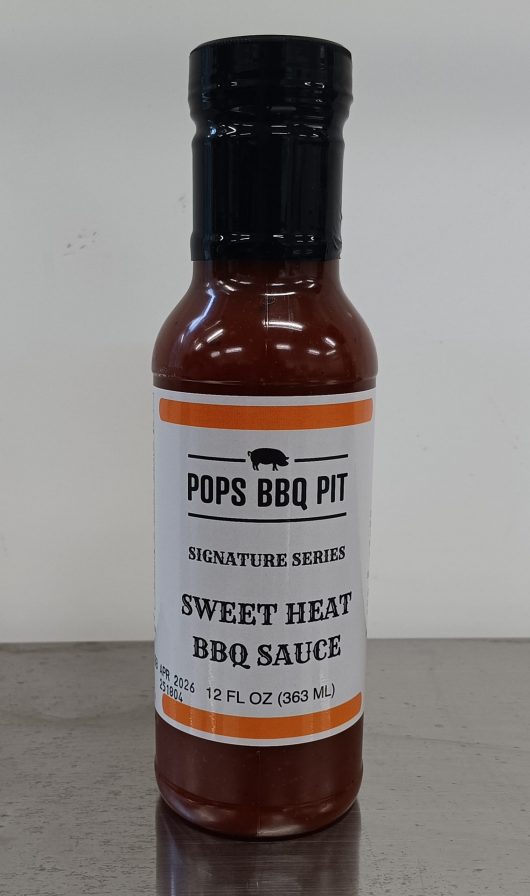 POPS BBQ PIT
SIGNATURE SERIES
SWEET HEAT
BBQ SAUCE
APR 2026
251804
12 FL OZ (363 ML)